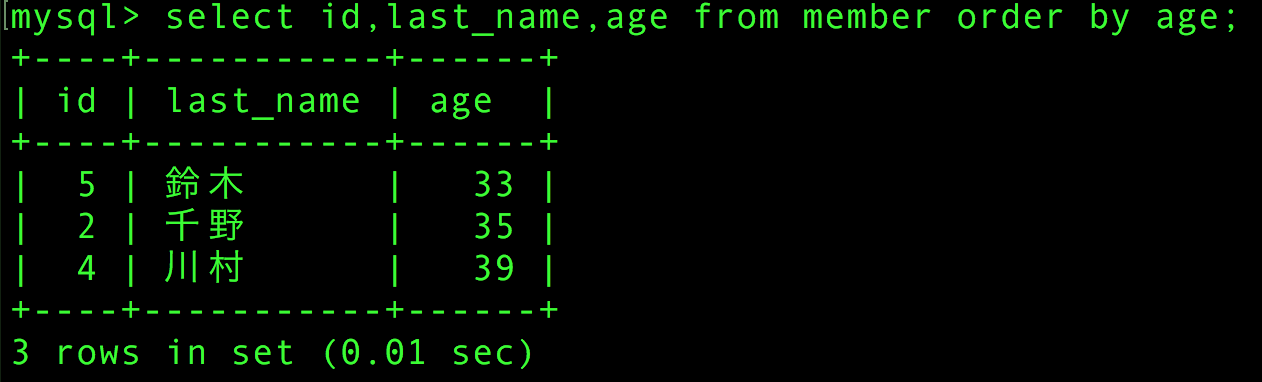 mysql> select id,last_name,age from member order by age;
+----+-----------+------+
| id | last_name | age  |
+----+-----------+------+
|  5 | 鈴木      |   33 |
|  2 | 千野      |   35 |
|  4 | 川村      |   39 |
+----+-----------+------+
3 rows in set (0.01 sec)